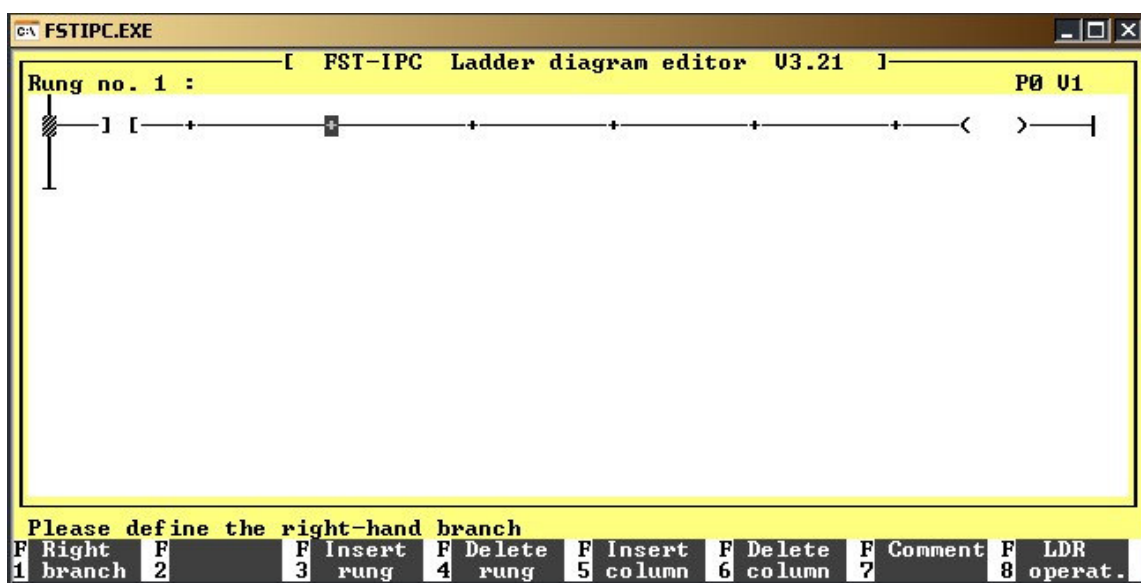 FSTIPC.EXE
[ FST-IPC Ladder diagram editor V3.21 ]
Rung no. 1 : P0 V1
Please define the right-hand branch
F1 Right branch F2 F3 Insert rung F4 Delete rung F5 Insert column F6 Delete column F7 Comment F8 LDR operat.